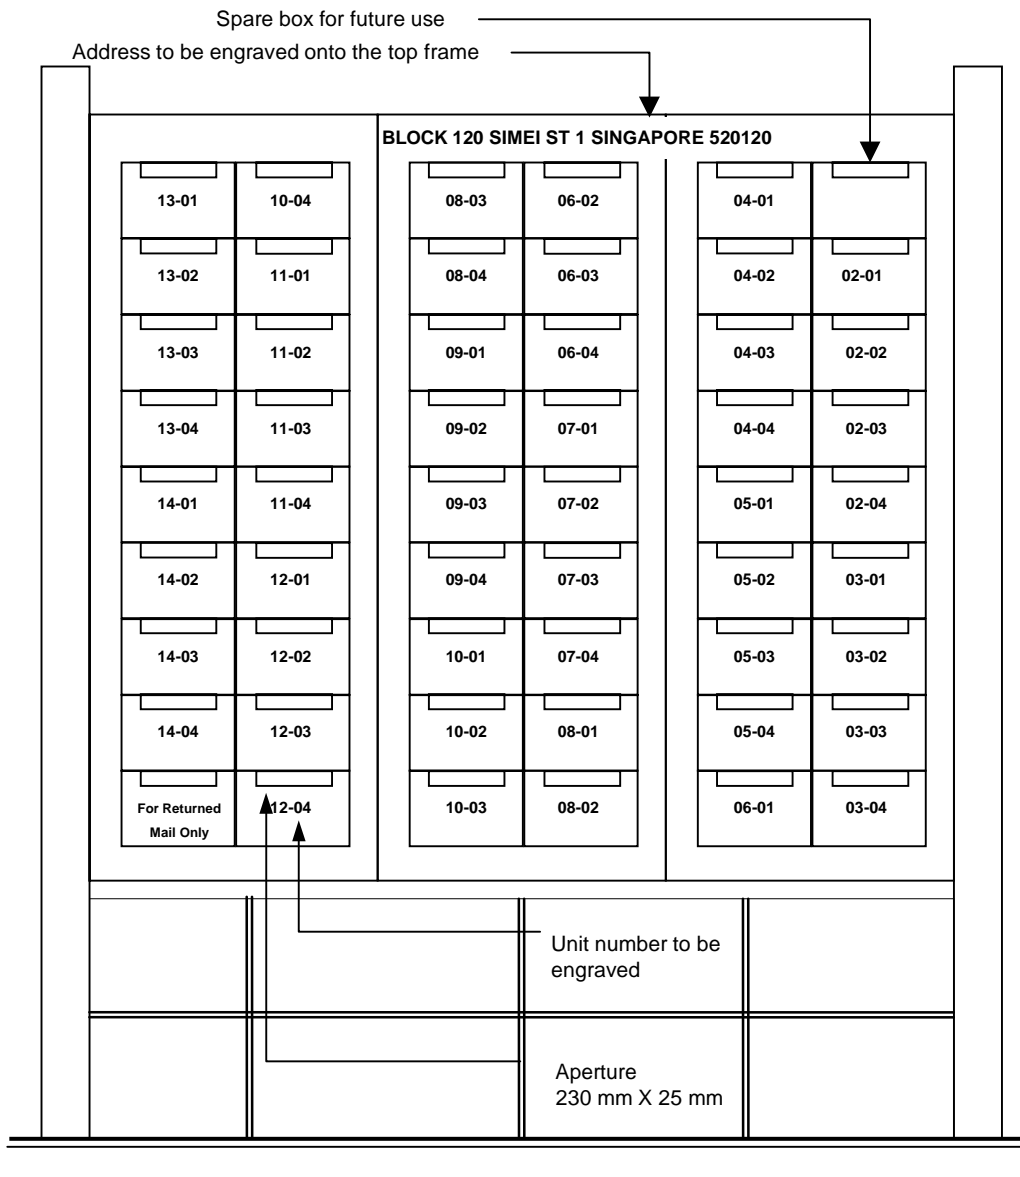 Spare box for future use
Address to be engraved onto the top frame
BLOCK 120 SIMEI ST 1 SINGAPORE 520120
13-01 10-04 08-03 06-02 04-01
13-02 11-01 08-04 06-03 04-02 02-01
13-03 11-02 09-01 06-04 04-03 02-02
13-04 11-03 09-02 07-01 04-04 02-03
14-01 11-04 09-03 07-02 05-01 02-04
14-02 12-01 09-04 07-03 05-02 03-01
14-03 12-02 10-01 07-04 05-03 03-02
14-04 12-03 10-02 08-01 05-04 03-03
For Returned 12-04 10-03 08-02 06-01 03-04
Mail Only
Unit number to be
engraved
Aperture
230 mm X 25 mm